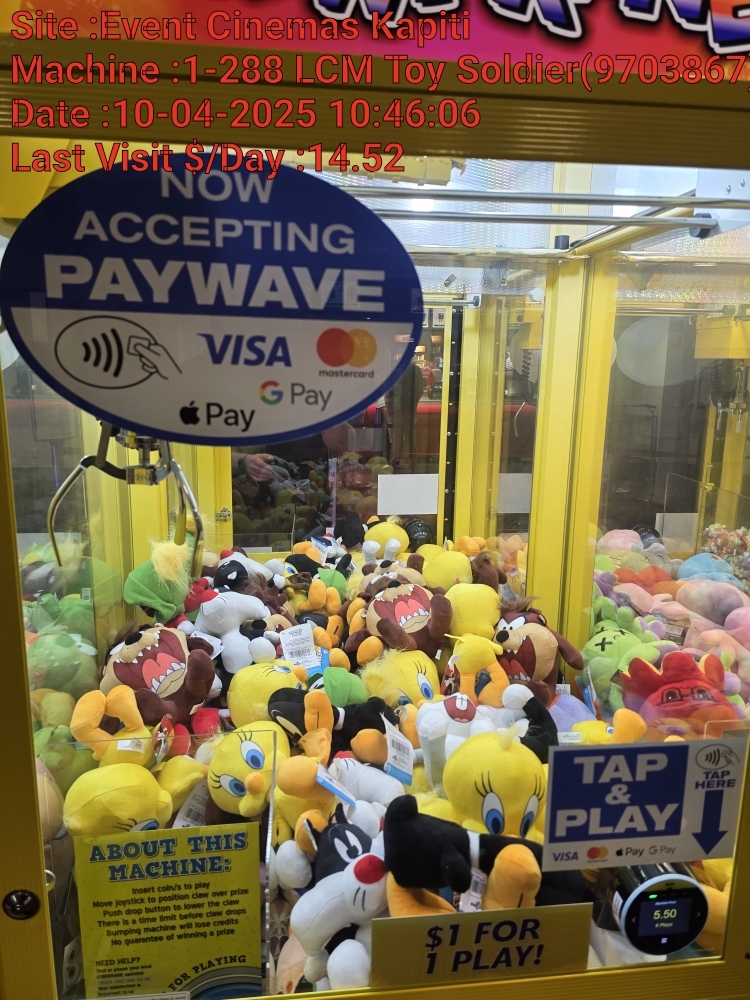 Site :Event Cinemas Kapiti
Machine :1-288 LCM Toy Soldier(9703867
Date :10-04-2025 10:46:06
Last Visit $/Day :14.52
NOW
ACCEPTING
PAYWAVE
VISA
mastercard
G Pay
Pay
TAP
&
PLAY
TAP
HERE
VISA
Pay G Pay
ABOUT THIS
MACHINE:
Insert coin/s to play
Move joystick to position claw over prize
Push drop button to lower the claw
There is a time limit before claw drops
Bumping machine will lose credits
No guarantee of winning a prize
NEED HELP?
FOR PLAYING
$1 FOR
1 PLAY!
5.50
6 Plays